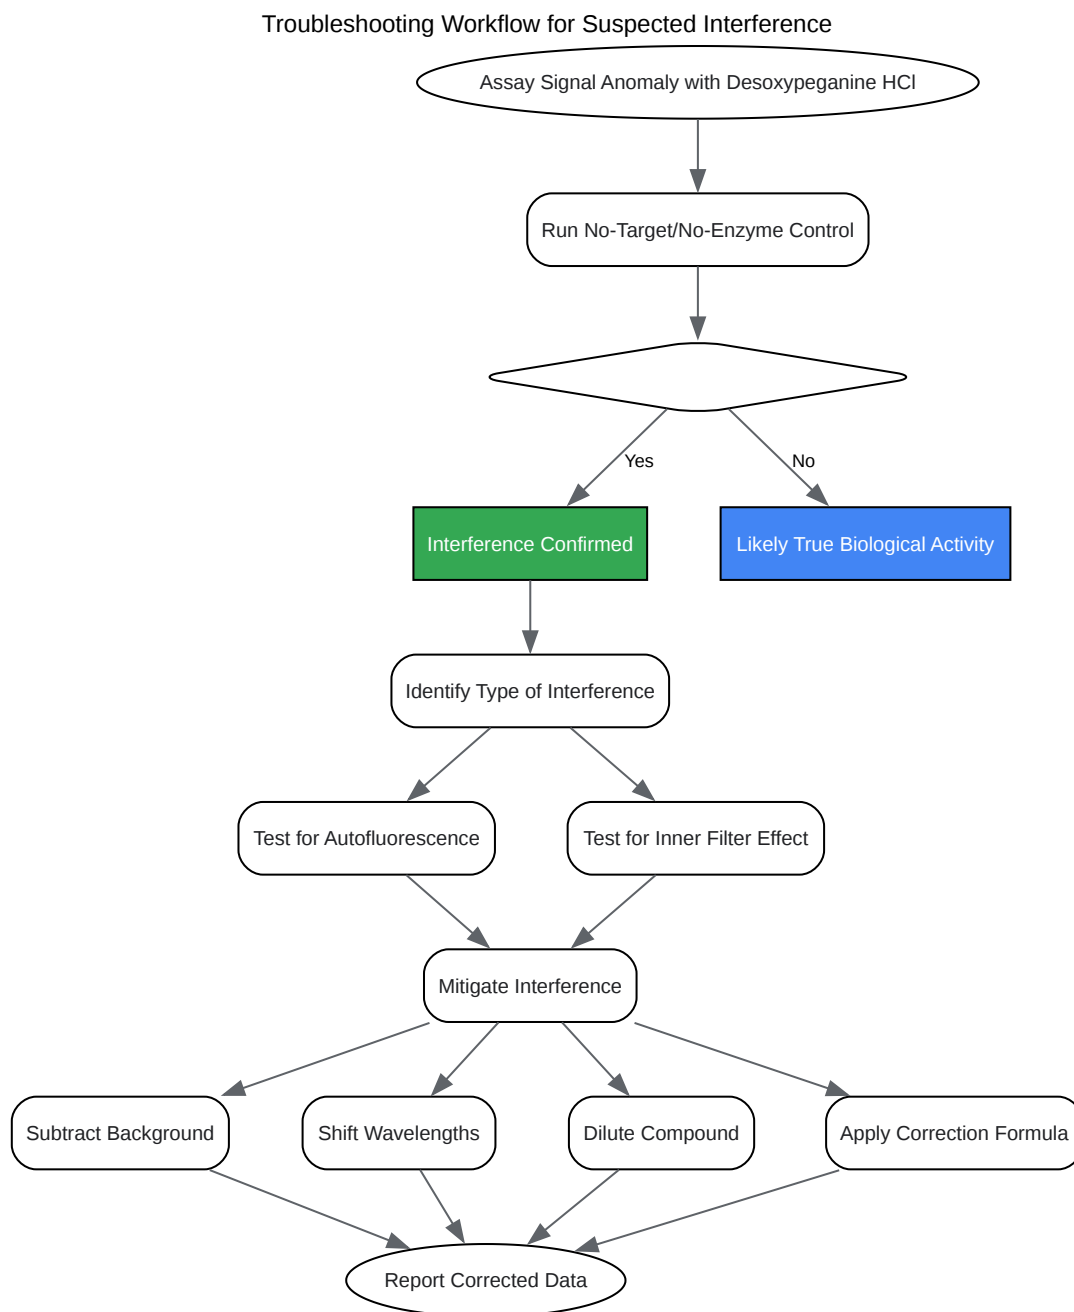 Troubleshooting Workflow for Suspected Interference
Assay Signal Anomaly with Desoxypeganine HCl
Run No-Target/No-Enzyme Control
Yes
No
Interference Confirmed
Likely True Biological Activity
Identify Type of Interference
Test for Autofluorescence
Test for Inner Filter Effect
Mitigate Interference
Subtract Background
Shift Wavelengths
Dilute Compound
Apply Correction Formula
Report Corrected Data